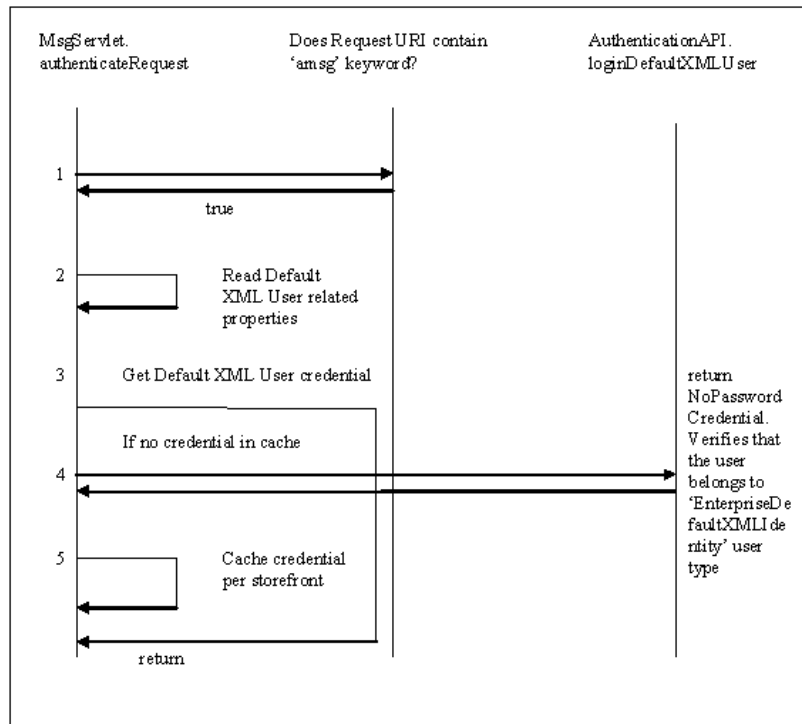 MsgServlet.
authenticateRequest
Does Request URI contain
‘amsg’ keyword?
AuthenticationAPI.
loginDefaultXMLUser
1
true
2
Read Default
XML User related
properties
3
Get Default XML User credential
If no credential in cache
4
return
NoPassword
Credential.
Verifies that
the user
belongs to
‘EnterpriseDe
faultXMLIde
ntity’ user
type
5
Cache credential
per storefront
return